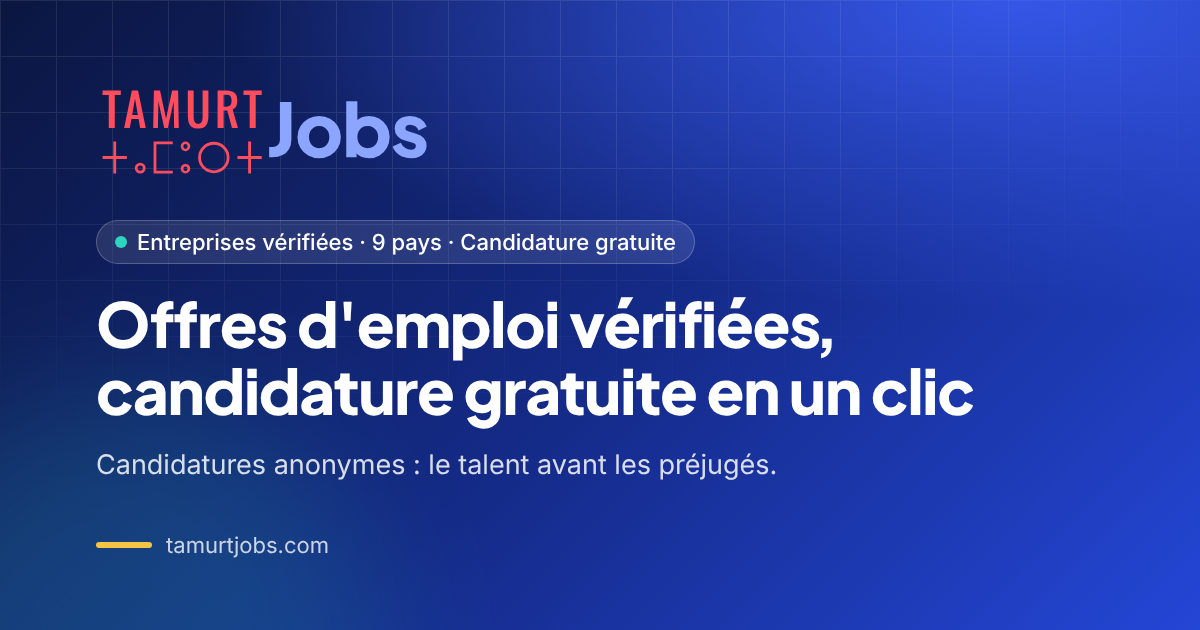 TAMURT
ⵜⴰⵎⵓⵔⵜ
Jobs
Entreprises vérifiées · 9 pays · Candidature gratuite
Offres d'emploi vérifiées,
candidature gratuite en un clic
Candidatures anonymes : le talent avant les préjugés.
tamurtjobs.com